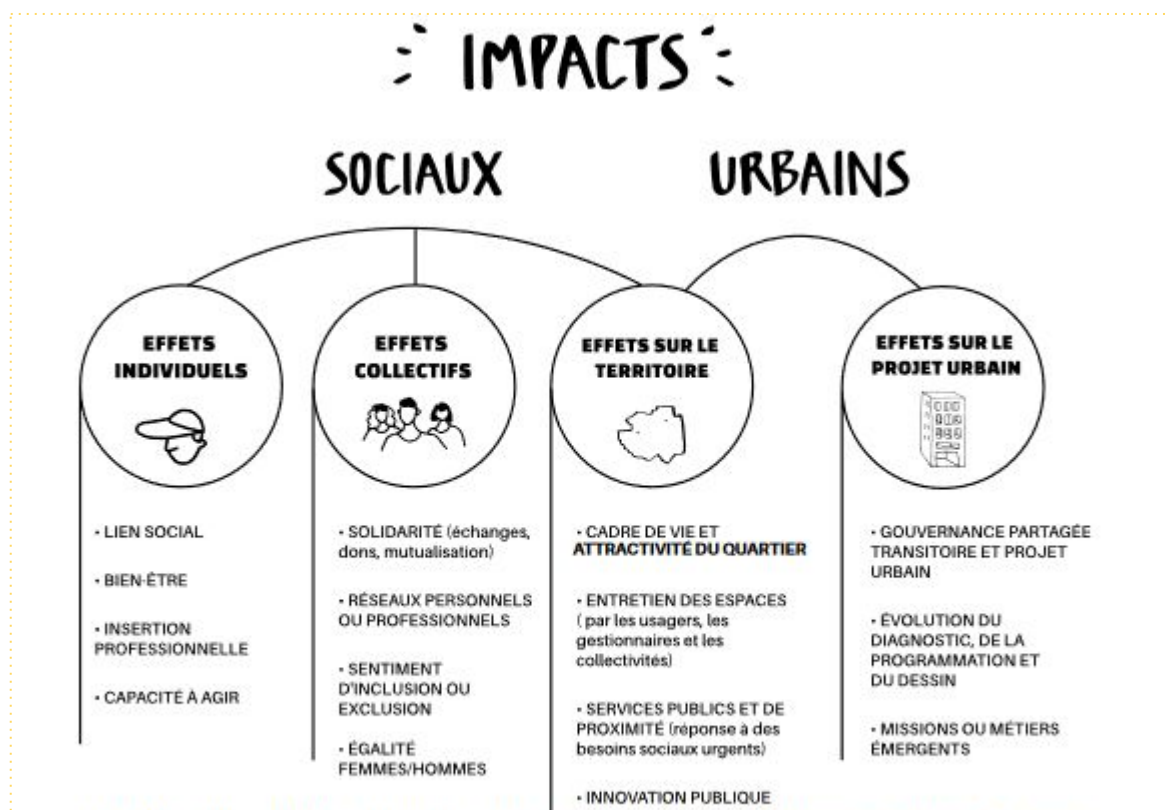 IMPACTS
SOCIAUX
URBAINS
EFFETS
INDIVIDUELS
• LIEN SOCIAL
• BIEN-ÊTRE
• INSERTION
PROFESSIONNELLE
• CAPACITÉ À AGIR
EFFETS
COLLECTIFS
• SOLIDARITÉ (échanges,
dons, mutualisation)
• RÉSEAUX PERSONNELS
OU PROFESSIONNELS
• SENTIMENT
D'INCLUSION OU
EXCLUSION
• ÉGALITÉ
FEMMES/HOMMES
EFFETS SUR LE
TERRITOIRE
• CADRE DE VIE ET
ATTRACTIVITÉ DU QUARTIER
• ENTRETIEN DES ESPACES
( par les usagers, les
gestionnaires et les
collectivités)
• SERVICES PUBLICS ET DE
PROXIMITÉ (réponse à des
besoins sociaux urgents)
• INNOVATION PUBLIQUE
EFFETS SUR LE
PROJET URBAIN
• GOUVERNANCE PARTAGÉE
TRANSITOIRE ET PROJET
URBAIN
• ÉVOLUTION DU
DIAGNOSTIC, DE LA
PROGRAMMATION ET
DU DESSIN
• MISSIONS OU MÉTIERS
ÉMERGENTS